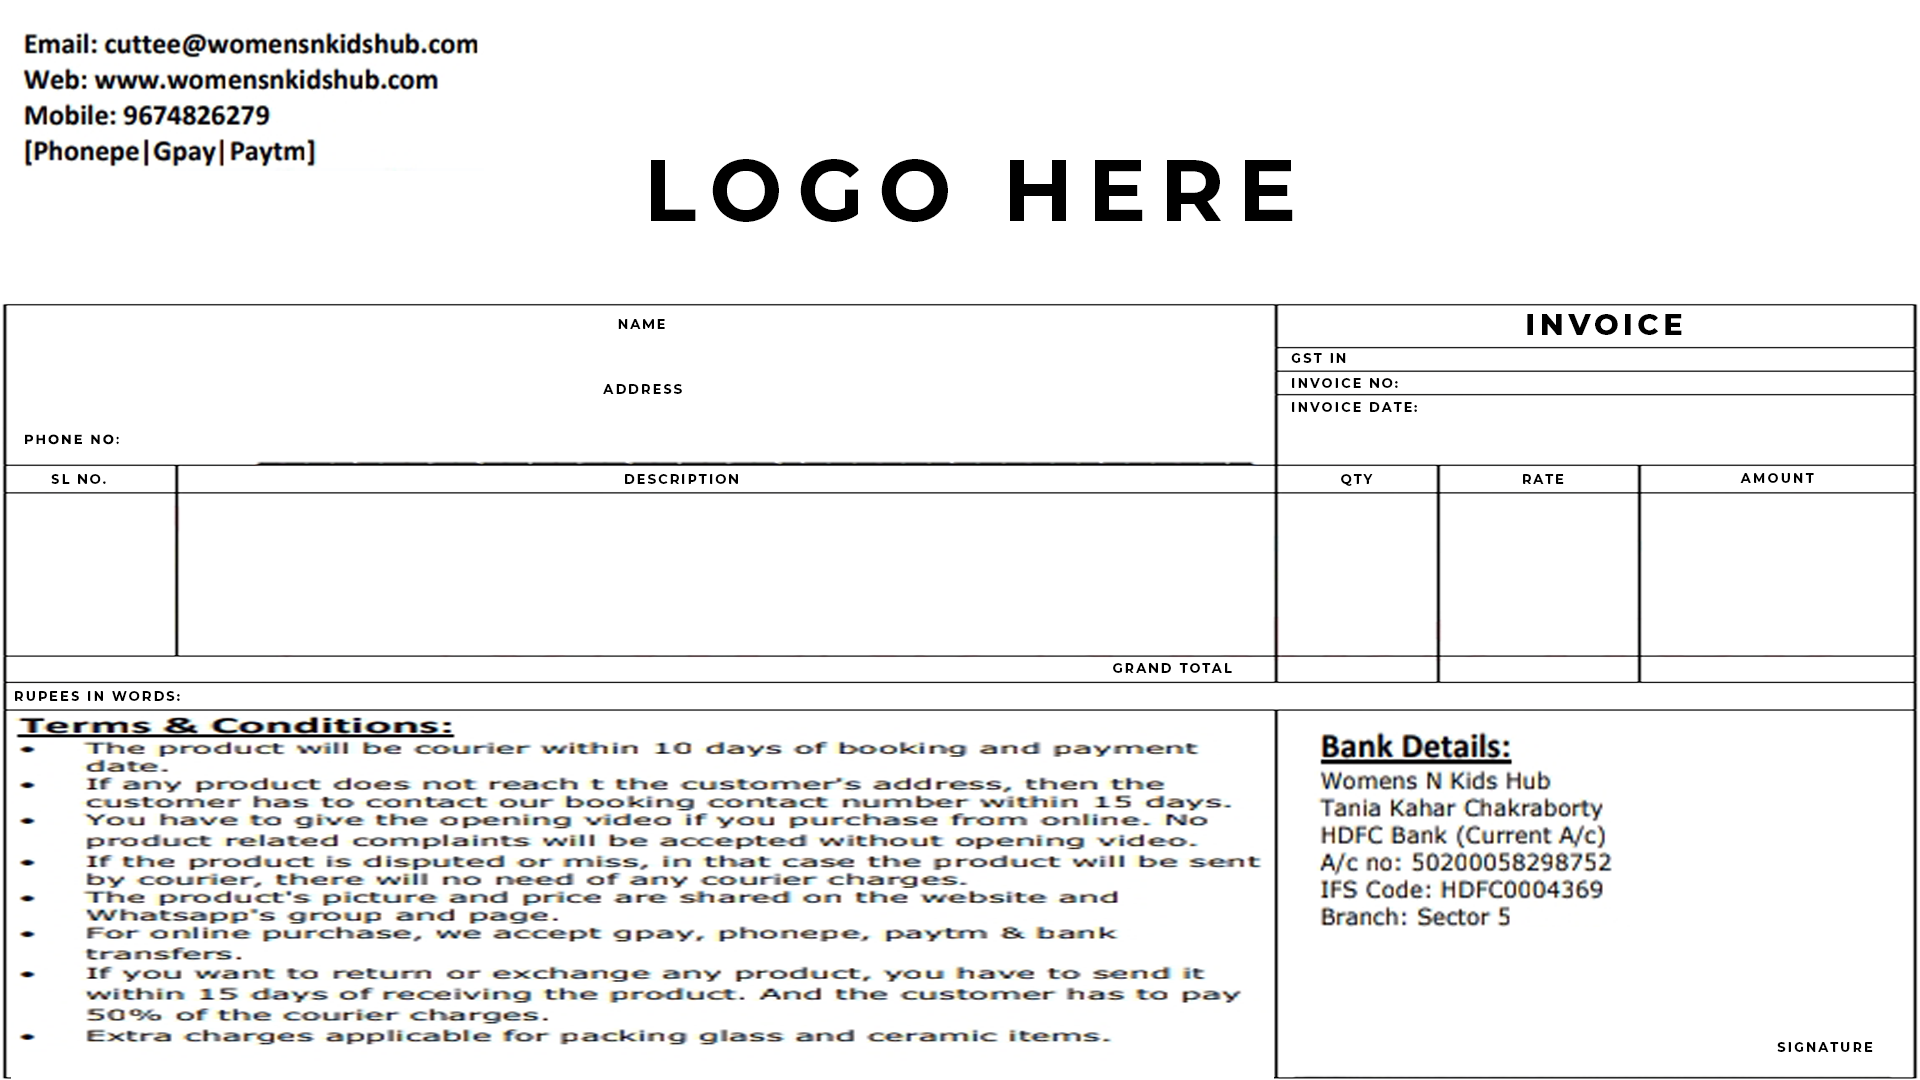 Email: cuttee@womensnkidshub.com
Web: www.womensnkidshub.com
Mobile: 9674826279
[Phonepe|Gpay|Paytm]
LOGO HERE
NAME
ADDRESS
PHONE NO:
INVOICE
GST IN
INVOICE NO:
INVOICE DATE:
SL NO. DESCRIPTION QTY RATE AMOUNT
GRAND TOTAL
RUPEES IN WORDS:
Terms & Conditions:
• The product will be courier within 10 days of booking and payment
date.
• If any product does not reach t the customer's address, then the
customer has to contact our booking contact number within 15 days.
• You have to give the opening video if you purchase from online. No
product related complaints will be accepted without opening video.
• If the product is disputed or miss, in that case the product will be sent
by courier, there will no need of any courier charges.
• The product's picture and price are shared on the website and
Whatsapp's group and page.
• For online purchase, we accept gpay, phonepe, paytm & bank
transfers.
• If you want to return or exchange any product, you have to send it
within 15 days of receiving the product. And the customer has to pay
50% of the courier charges.
• Extra charges applicable for packing glass and ceramic items.
Bank Details:
Womens N Kids Hub
Tania Kahar Chakraborty
HDFC Bank (Current A/c)
A/c no: 50200058298752
IFS Code: HDFC0004369
Branch: Sector 5
SIGNATURE